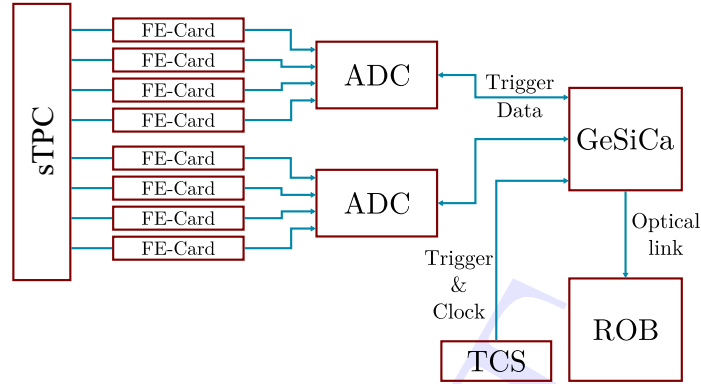 sTPC
FE-Card
FE-Card
FE-Card
FE-Card
FE-Card
FE-Card
FE-Card
FE-Card
ADC
ADC
Trigger
Data
GeSiCa
Trigger
&
Clock
Optical
link
TCS
ROB